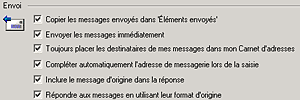 Envoi
Copier les messages envoyés dans 'Éléments envoyés'
Envoyer les messages immédiatement
Toujours placer les destinataires de mes messages dans mon Carnet d'adresses
Compléter automatiquement l'adresse de messagerie lors de la saisie
Inclure le message d'origine dans la réponse
Répondre aux messages en utilisant leur format d'origine